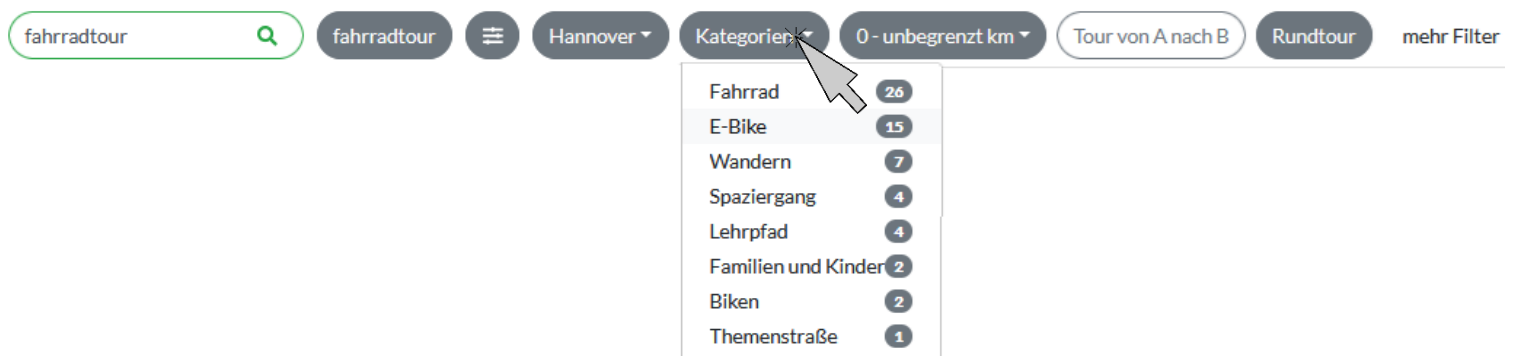 fahrradtour fahrradtour Hannover Kategorien 0 - unbegrenzt km Tour von A nach B Rundtour mehr Filter
Fahrrad 26
E-Bike 15
Wandern 7
Spaziergang 4
Lehrpfad 4
Familien und Kinder 2
Biken 2
Themenstraße 1